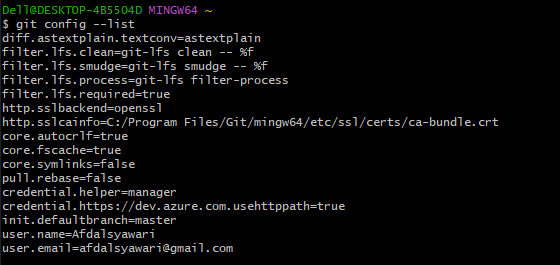 Dell@DESKTOP-4B55O4D MINGW64 ~
$ git config --list
diff.astextplain.textconv=astextplain
filter.lfs.clean=git-lfs clean -- %f
filter.lfs.smudge=git-lfs smudge -- %f
filter.lfs.process=git-lfs filter-process
filter.lfs.required=true
http.sslbackend=openssl
http.sslcainfo=C:/Program Files/Git/mingw64/etc/ssl/certs/ca-bundle.crt
core.autocrlf=true
core.fscache=true
core.symlinks=false
pull.rebase=false
credential.helper=manager
credential.https://dev.azure.com.usehttppath=true
init.defaultbranch=master
user.name=Afdalsyawari
user.email=afdalsyawari@gmail.com